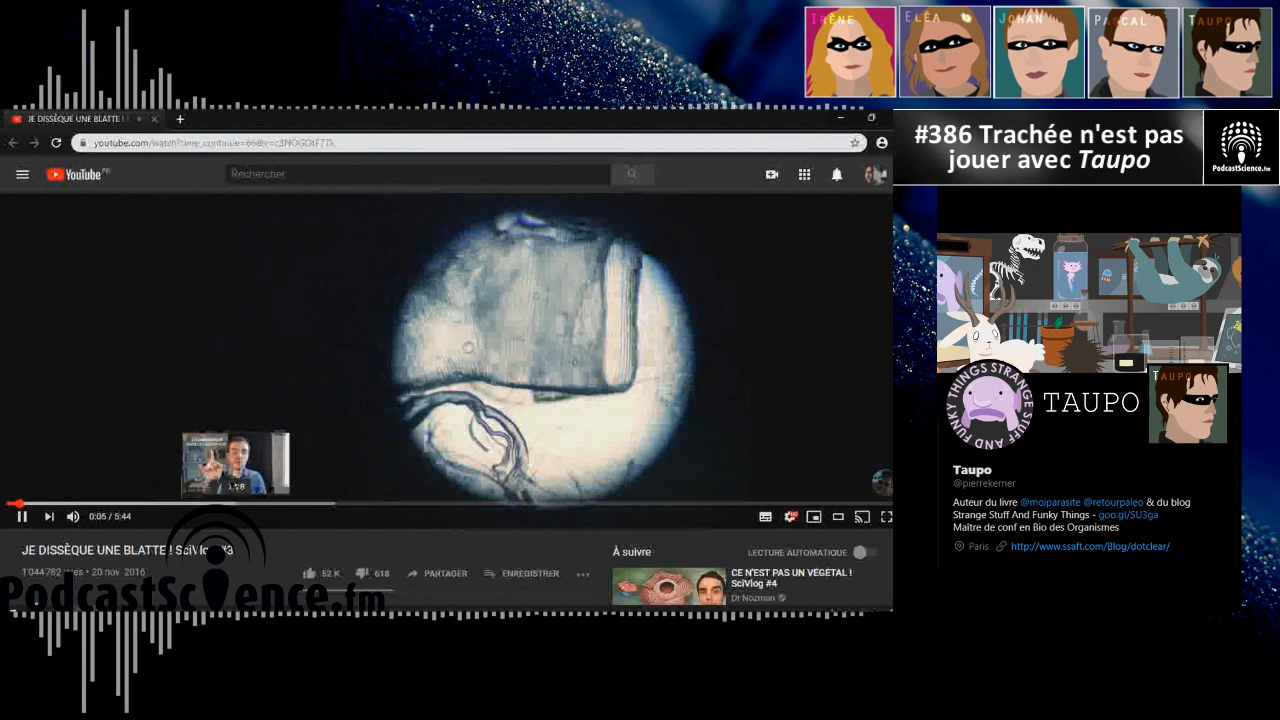 IRÈNE
ELÉA
JOHAN
PASCAL
TAUPO
#386 Trachée n'est pas
jouer avec Taupo
PodcastScience.fm
JE DISSÈQUE UNE BLATTE !
YouTube FR
Rechercher
0:05 / 5:44
JE DISSÈQUE UNE BLATTE ! SciVlog #3
20 nov. 2016
52 K
618
PARTAGER
ENREGISTRER
À suivre
LECTURE AUTOMATIQUE
CE N'EST PAS UN VÉGÉTAL !
SciVlog #4
Dr Nozman
PodcastScience.fm
STRANGE STUFF AND FUNKY THINGS
TAUPO
TAUPO
Taupo
@pierrekerner
Auteur du livre @moiparasite @retourpaleo & du blog
Strange Stuff And Funky Things - goo.gl/SU3ga
Maître de conf en Bio des Organismes
Paris
http://www.ssaft.com/Blog/dotclear/